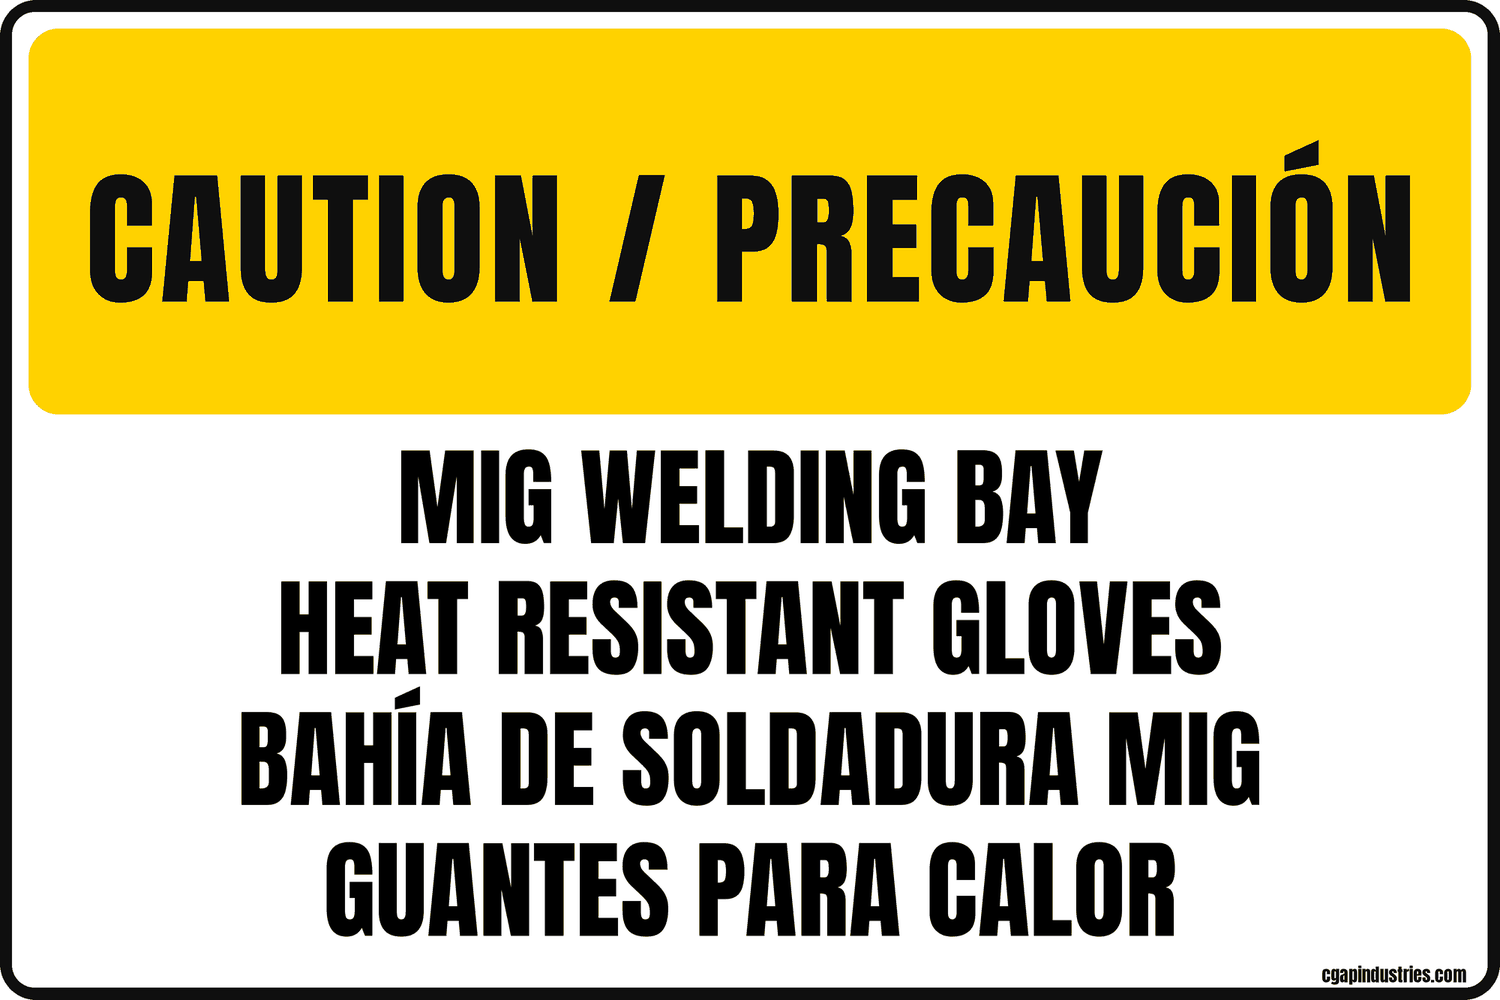 CAUTION / PRECAUCIÓN
MIG WELDING BAY
HEAT RESISTANT GLOVES
BAHÍA DE SOLDADURA MIG
GUANTES PARA CALOR
cgapindustries.com